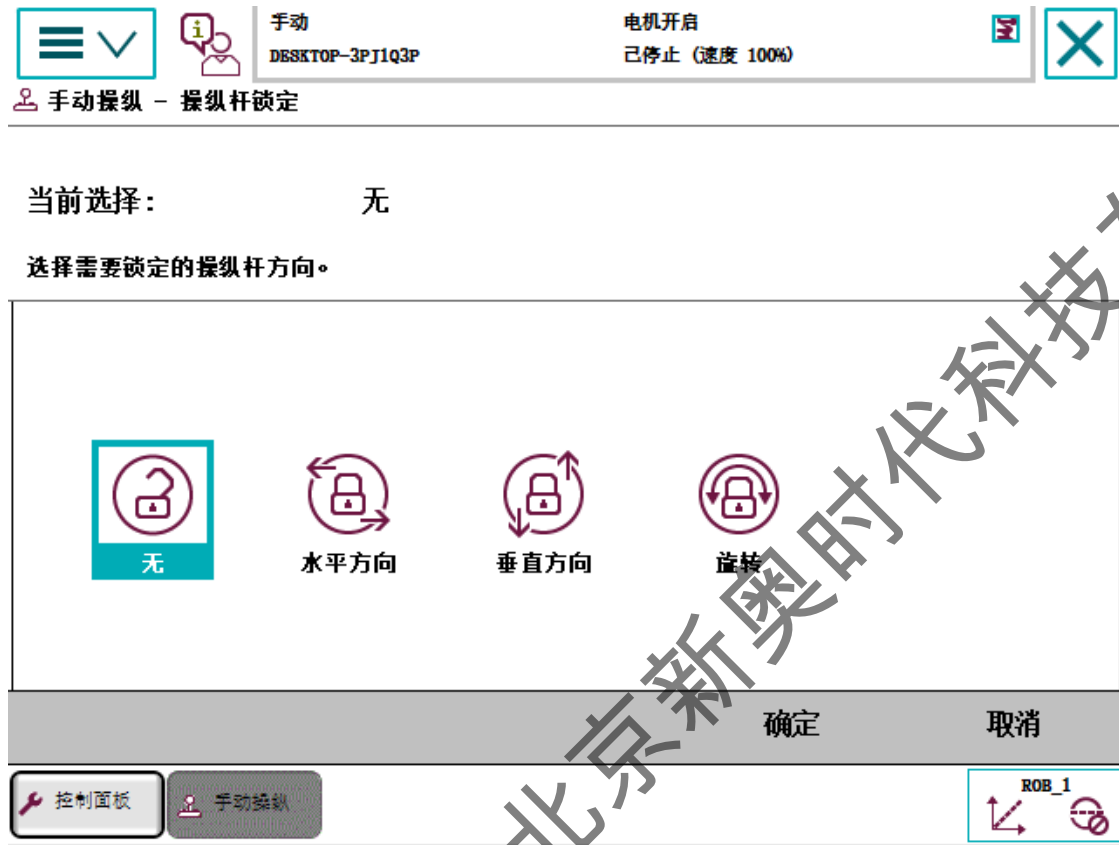 手动
电机开启
DESKTOP-3PJ1Q3P
己停止 (速度 100%)
手动操纵 - 操纵杆锁定
当前选择: 无
选择需要锁定的操纵杆方向。
无
水平方向
垂直方向
旋转
确定
取消
控制面板
手动操纵
ROB_1
北京新奥时代科技